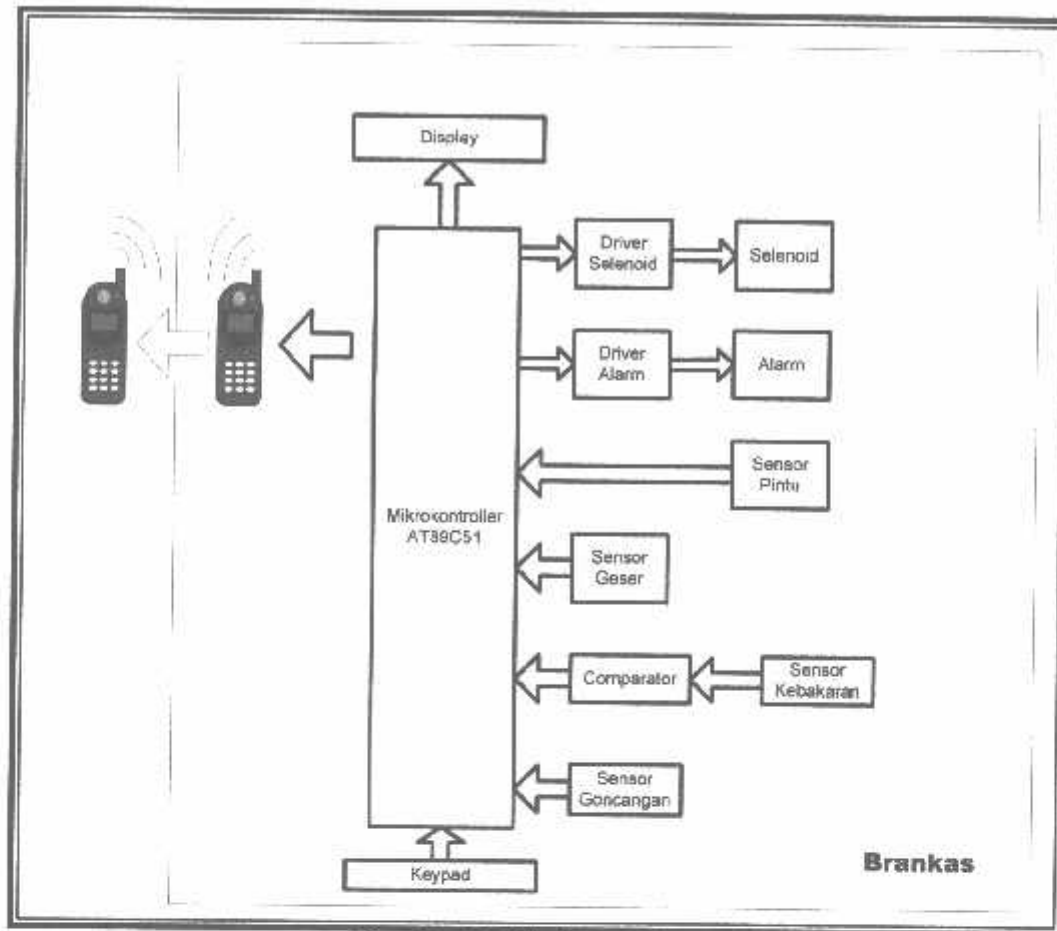 Display
Driver
Selenoid
Selenoid
Driver
Alarm
Alarm
Sensor
Pintu
Mikrokontroller
AT89C51
Sensor
Geser
Comparator
Sensor
Kebakaran
Sensor
Goncangan
Keypad
Brankas